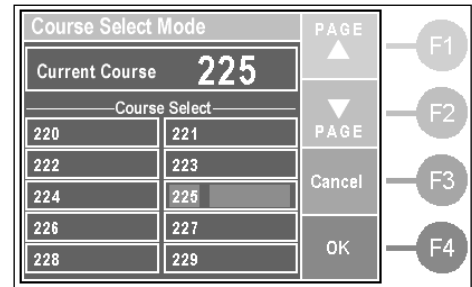 Course Select Mode
Current Course 225
Course Select
220 221
222 223
224 225
226 227
228 229
PAGE
PAGE
Cancel
OK
F1
F2
F3
F4